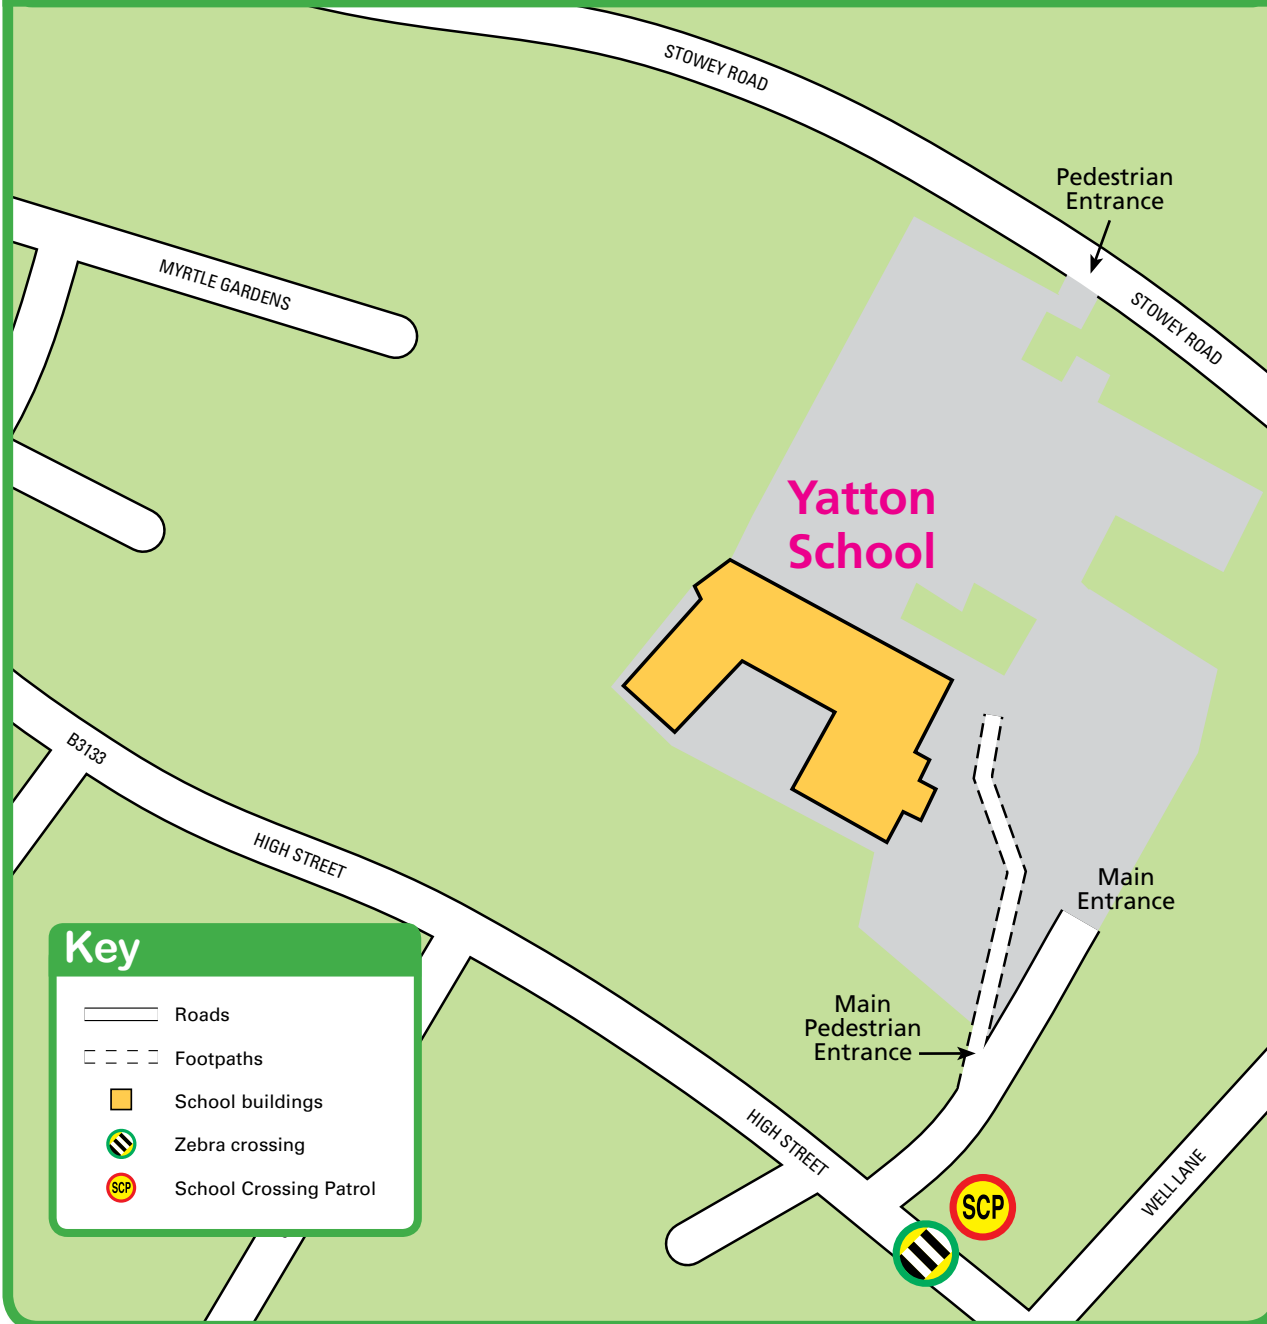 STOWEY ROAD
Pedestrian
Entrance
MYRTLE GARDENS
STOWEY ROAD
Yatton
School
B3133
HIGH STREET
Main
Entrance
Key
Roads
Footpaths
School buildings
Zebra crossing
SCP
School Crossing Patrol
Main
Pedestrian
Entrance
HIGH STREET
WELL LANE
SCP